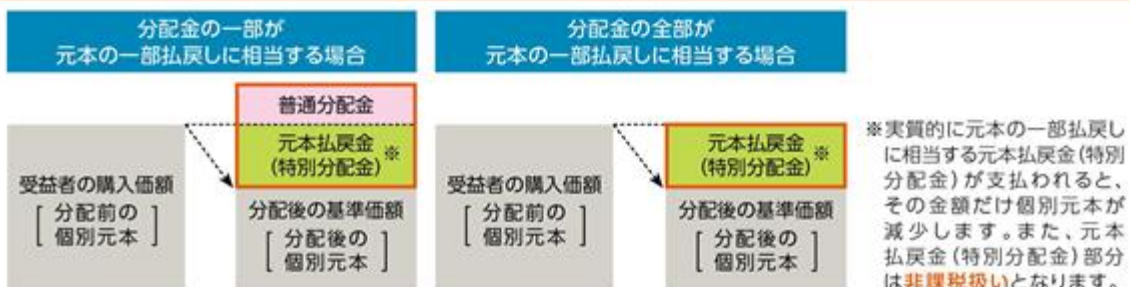 分配金の一部が
元本の一部払戻しに相当する場合
普通分配金
元本払戻金
(特別分配金) ※
受益者の購入価額
[ 分配前の
個別元本 ]
分配後の基準価額
[ 分配後の
個別元本 ]
分配金の全部が
元本の一部払戻しに相当する場合
元本払戻金
(特別分配金) ※
受益者の購入価額
[ 分配前の
個別元本 ]
分配後の基準価額
[ 分配後の
個別元本 ]
※実質的に元本の一部払戻し
に相当する元本払戻金(特別
分配金)が支払われると、
その金額だけ個別元本が
減少します。また、元本
払戻金(特別分配金)部分
は非課税扱いとなります。